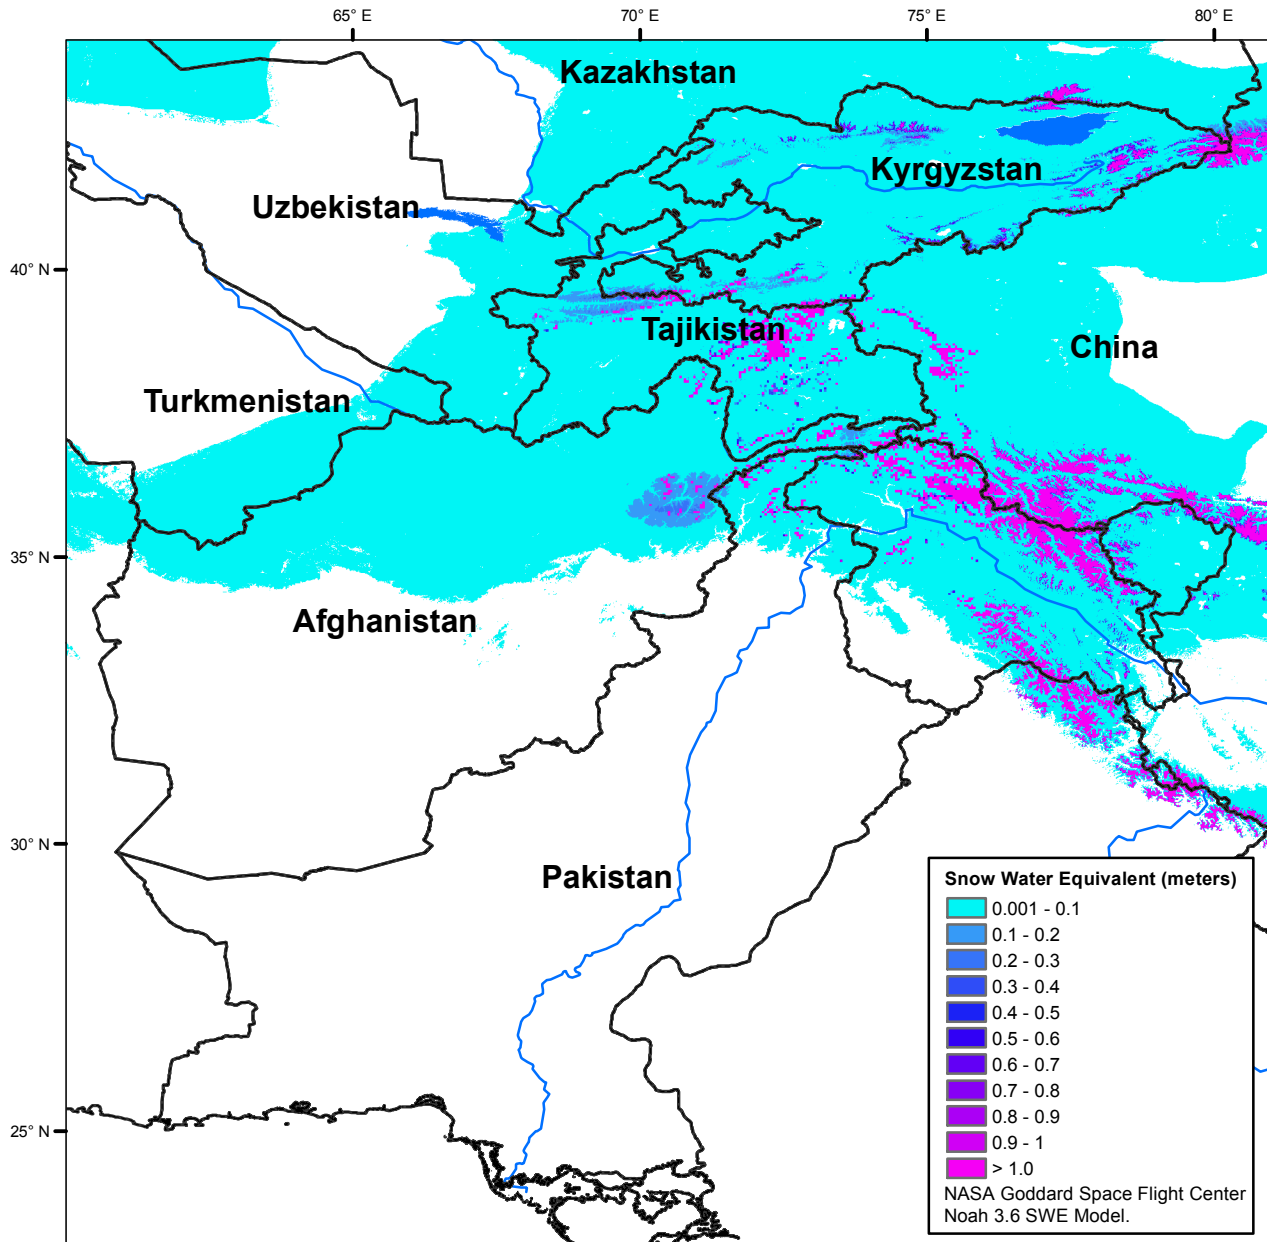 65° E
70° E
75° E
80° E
Kazakhstan
Kyrgyzstan
Uzbekistan
40° N
Tajikistan
China
Turkmenistan
35° N
Afghanistan
30° N
Pakistan
25° N
Snow Water Equivalent (meters)
0.001 - 0.1
0.1 - 0.2
0.2 - 0.3
0.3 - 0.4
0.4 - 0.5
0.5 - 0.6
0.6 - 0.7
0.7 - 0.8
0.8 - 0.9
0.9 - 1
> 1.0
NASA Goddard Space Flight Center
Noah 3.6 SWE Model.